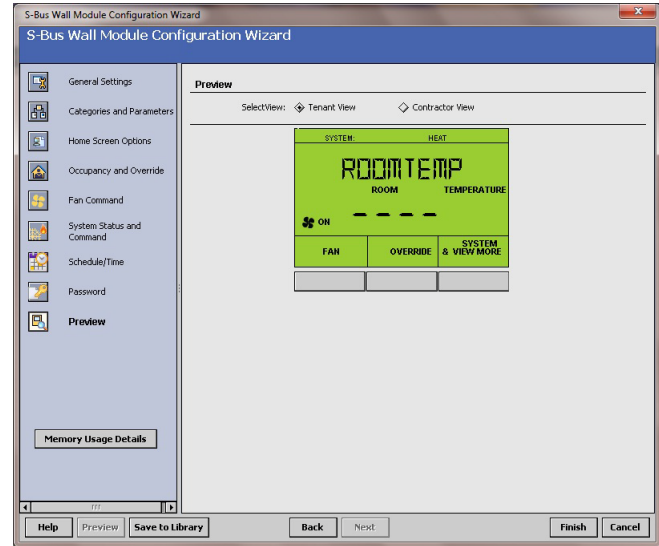 S-Bus Wall Module Configuration Wizard
S-Bus Wall Module Configuration Wizard
General Settings
Categories and Parameters
Home Screen Options
Occupancy and Override
Fan Command
System Status and
Command
Schedule/Time
Password
Preview
Memory Usage Details
Preview
SelectView: Tenant View Contractor View
SYSTEM: HEAT
ROOMTEMP
ROOM TEMPERATURE
ON - - - -
FAN OVERRIDE SYSTEM
& VIEW MORE
Help Preview Save to Library Back Next Finish Cancel